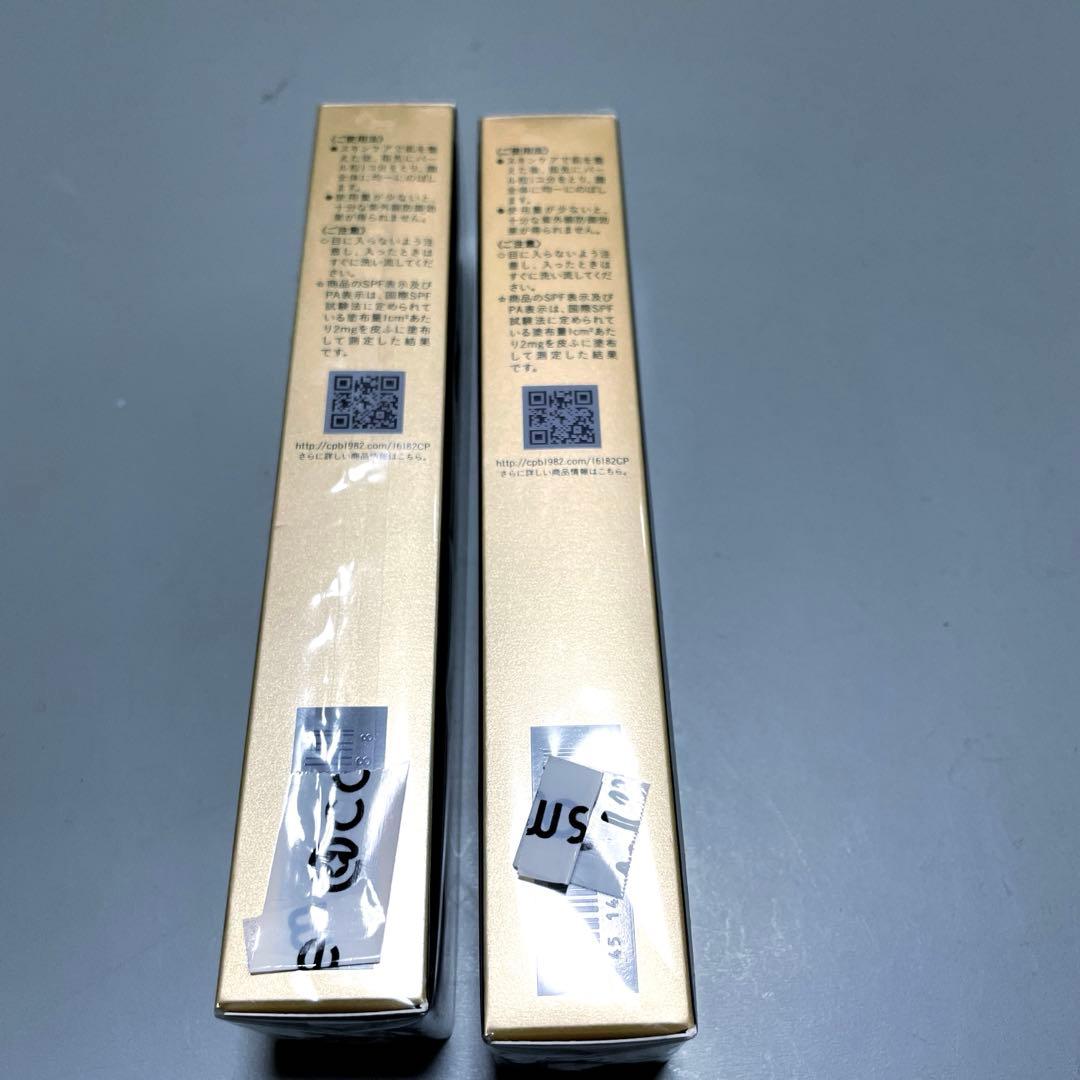 〈ご使用法〉
●スキンケアで肌を整
えた後、指先にパー
ル粒1コ分をとり、顔
全体に均一にのばし
ます。
●使用量が少ないと、
十分な紫外線防御効
果が得られません。
〈ご注意〉
○目に入らないよう注
意し、入ったときは
すぐに洗い流してくだ
さい。
★商品のSPF表示及び
PA表示は、国際SPF
試験法に定められて
いる塗布量1cm²あた
り2mgを皮ふに塗布
して測定した結果
です。
http://cpb1982.com/16182CP
さらに詳しい商品情報はこちら。
〈ご使用法〉
●スキンケアで肌を整
えた後、指先にパー
ル粒1コ分をとり、顔
全体に均一にのばし
ます。
●使用量が少ないと、
十分な紫外線防御効
果が得られません。
〈ご注意〉
○目に入らないよう注
意し、入ったときは
すぐに洗い流してくだ
さい。
★商品のSPF表示及び
PA表示は、国際SPF
試験法に定められて
いる塗布量1cm²あた
り2mgを皮ふに塗布
して測定した結果
です。
http://cpb1982.com/16182CP
さらに詳しい商品情報はこちら。
45 14